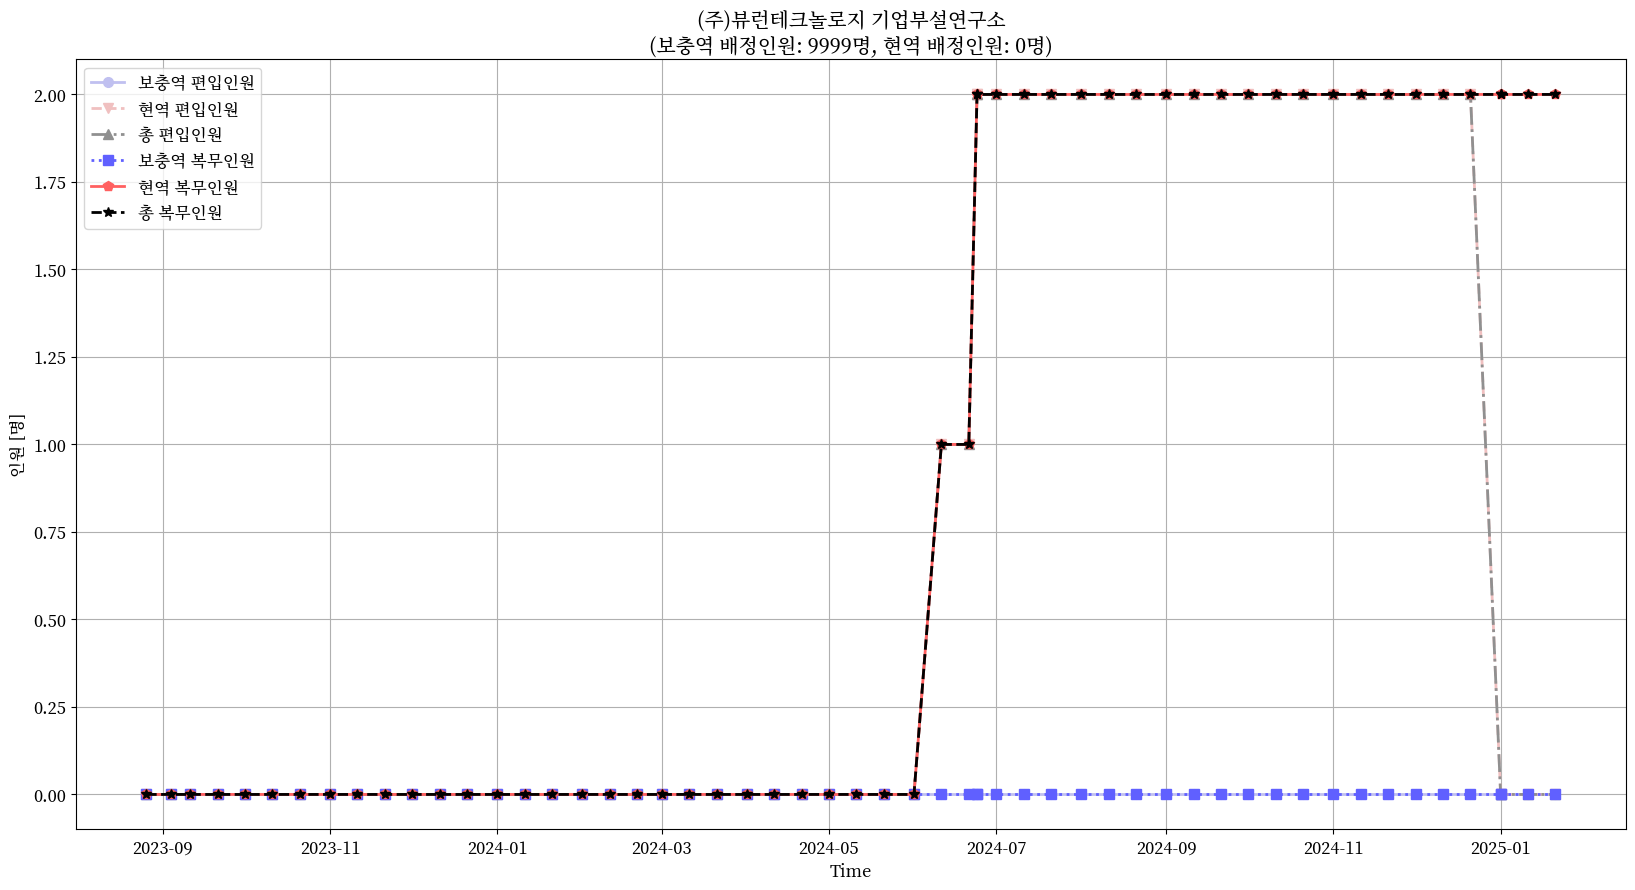 (주)뷰런테크놀로지 기업부설연구소
(보충역 배정인원: 9999명, 현역 배정인원: 0명)
보충역 편입인원
현역 편입인원
총 편입인원
보충역 복무인원
현역 복무인원
총 복무인원
2.00
1.75
1.50
1.25
1.00
0.75
0.50
0.25
0.00
인원 [명]
2023-09
2023-11
2024-01
2024-03
2024-05
2024-07
2024-09
2024-11
2025-01
Time